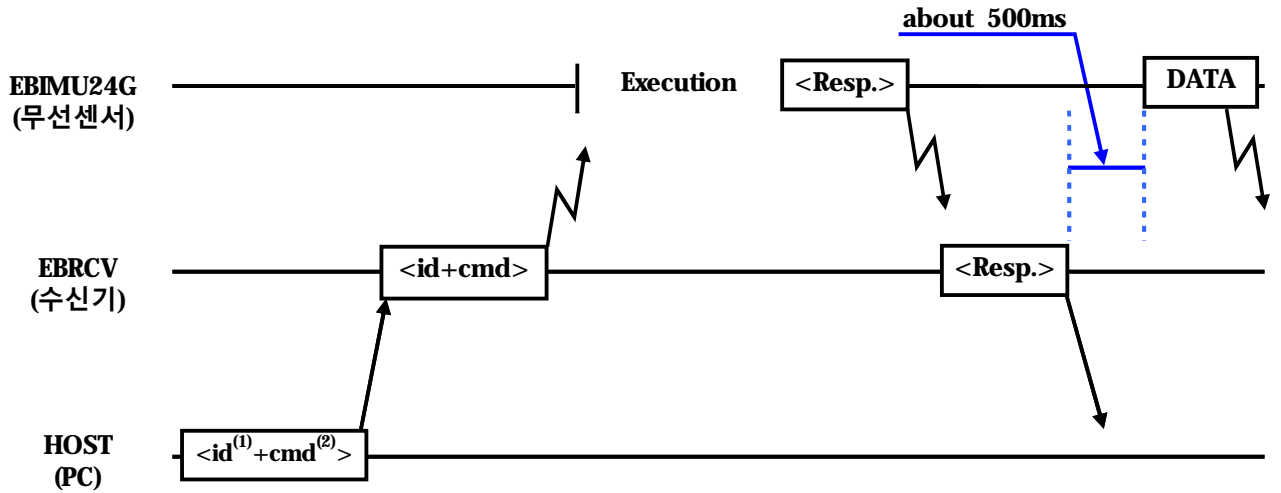 about 500ms
EBIMU24G
(무선센서)
Execution
<Resp.>
DATA
EBRCV
(수신기)
<id+cmd>
<Resp.>
HOST
(PC)
<id(1)+cmd(2)>